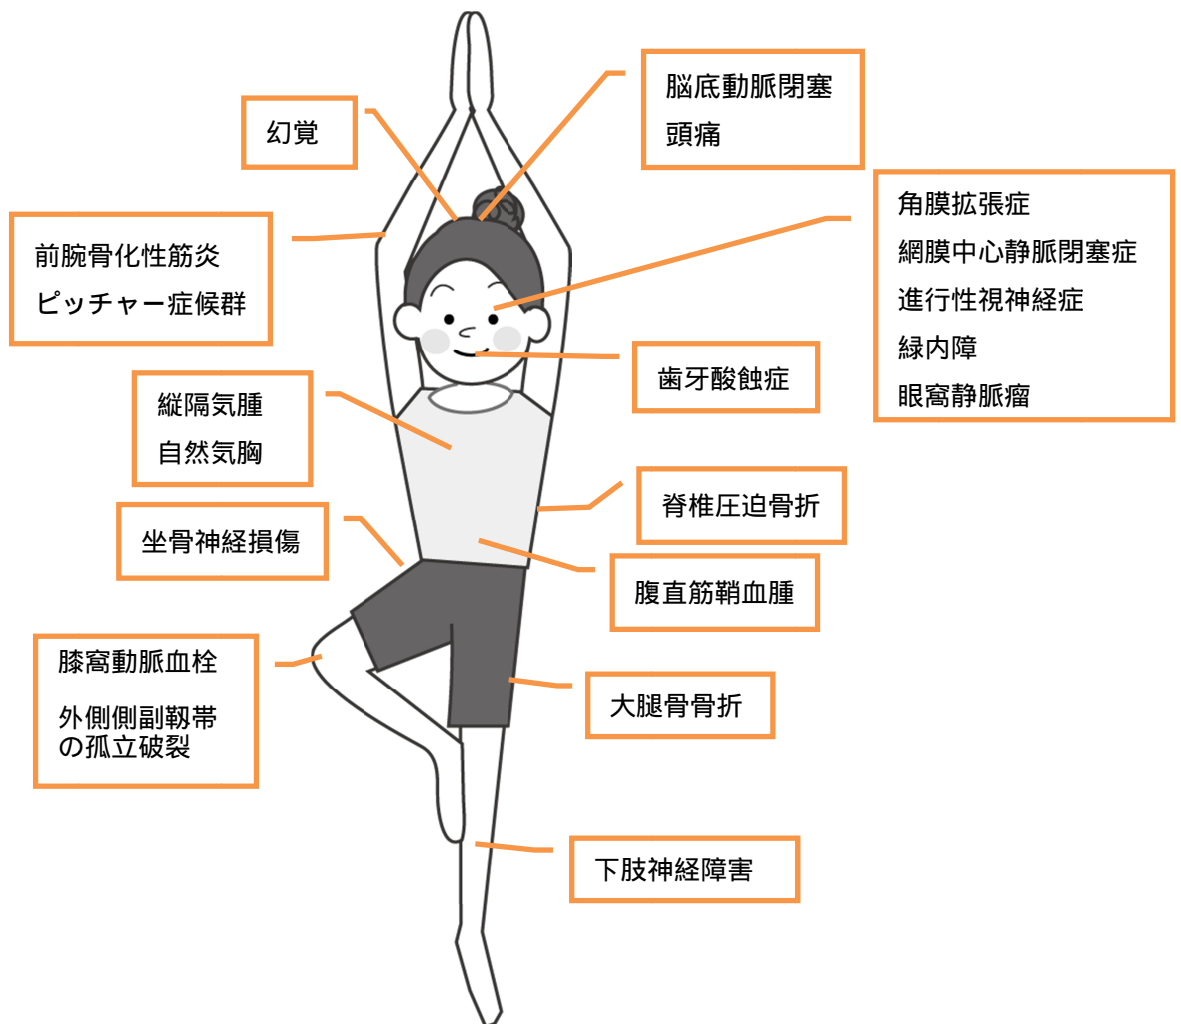 脳底動脈閉塞
頭痛
幻覚
角膜拡張症
網膜中心静脈閉塞症
進行性視神経症
緑内障
眼窩静脈瘤
前腕骨化性筋炎
ピッチャー症候群
歯牙酸蝕症
縦隔気腫
自然気胸
脊椎圧迫骨折
坐骨神経損傷
腹直筋鞘血腫
膝窩動脈血栓
外側側副靱帯
の孤立破裂
大腿骨骨折
下肢神経障害